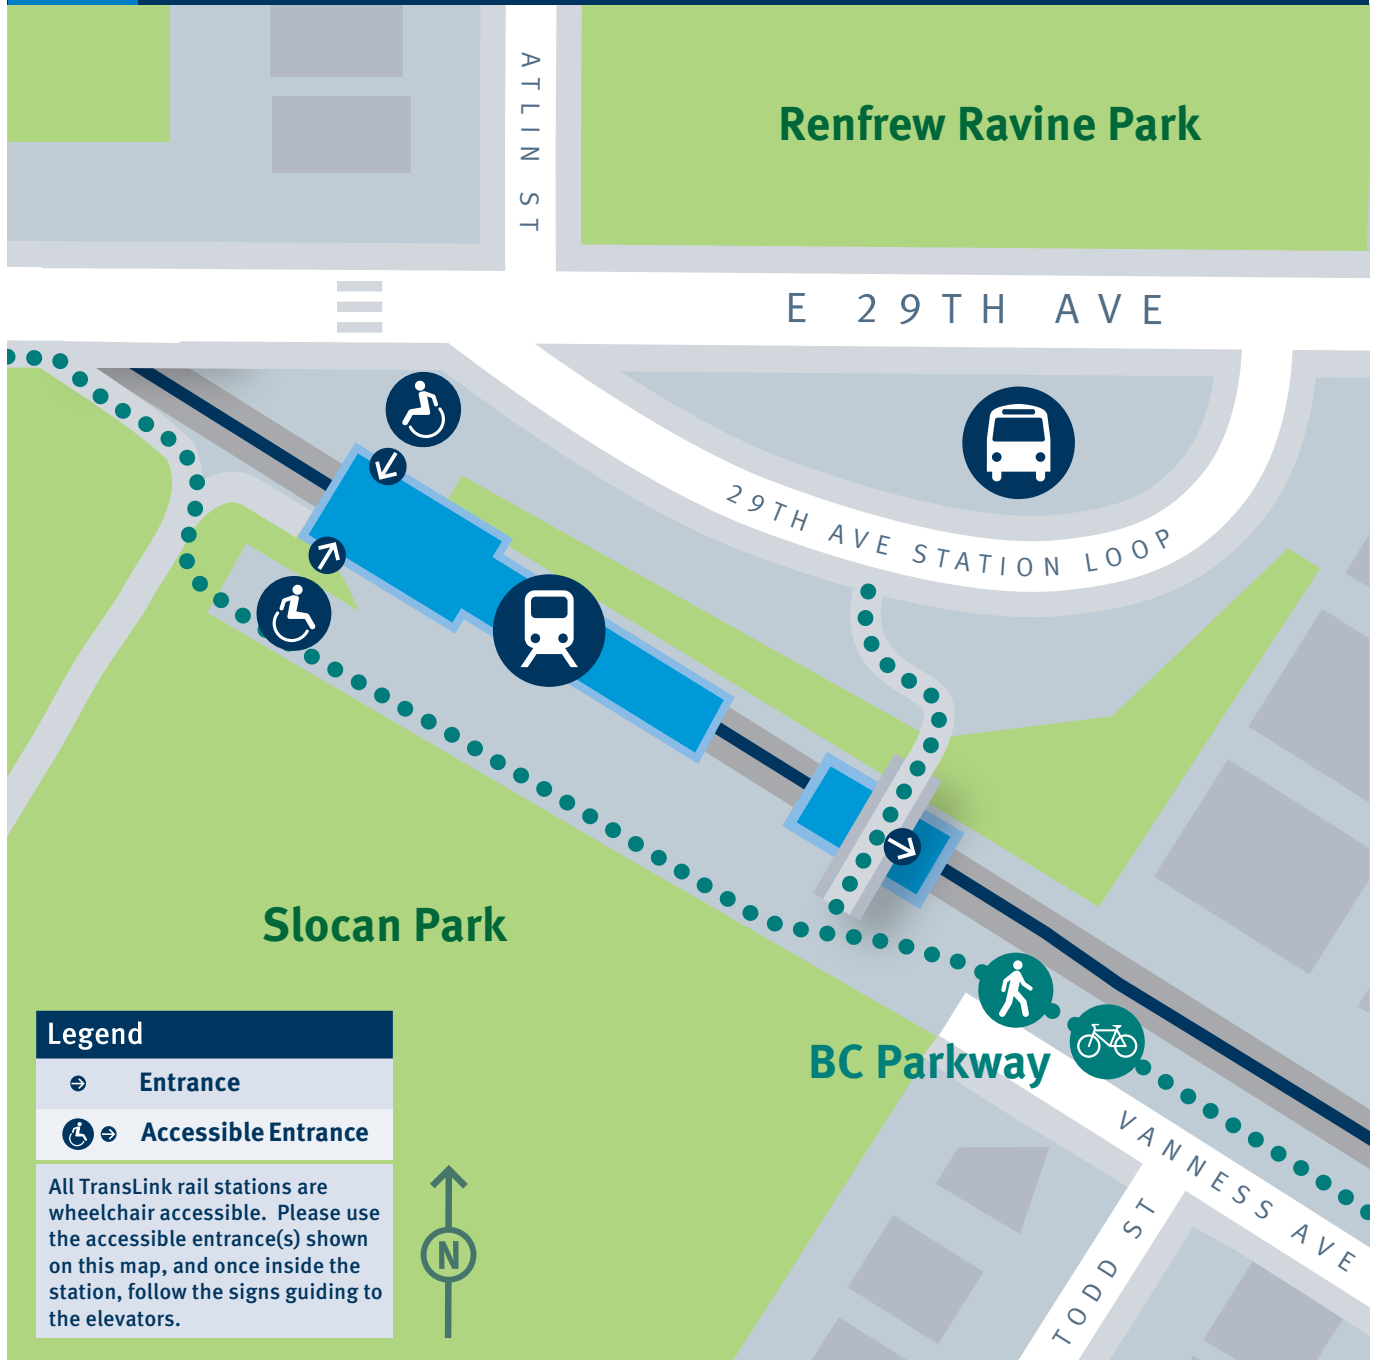 ATLIN ST
Renfrew Ravine Park
E 29TH AVE
29TH AVE STATION LOOP
Slocan Park
BC Parkway
VANNESS AVE
TODD ST
Legend
Entrance
Accessible Entrance
All TransLink rail stations are
wheelchair accessible.  Please use
the accessible entrance(s) shown
on this map, and once inside the
station, follow the signs guiding to
the elevators.
N